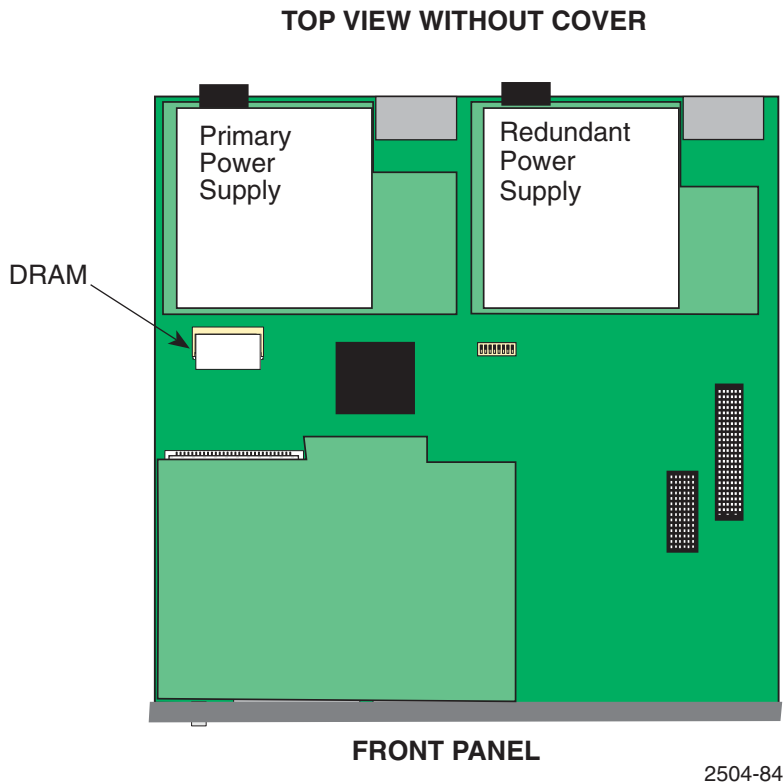 TOP VIEW WITHOUT COVER
Primary
Power
Supply
Redundant
Power
Supply
DRAM
FRONT PANEL
2504-84